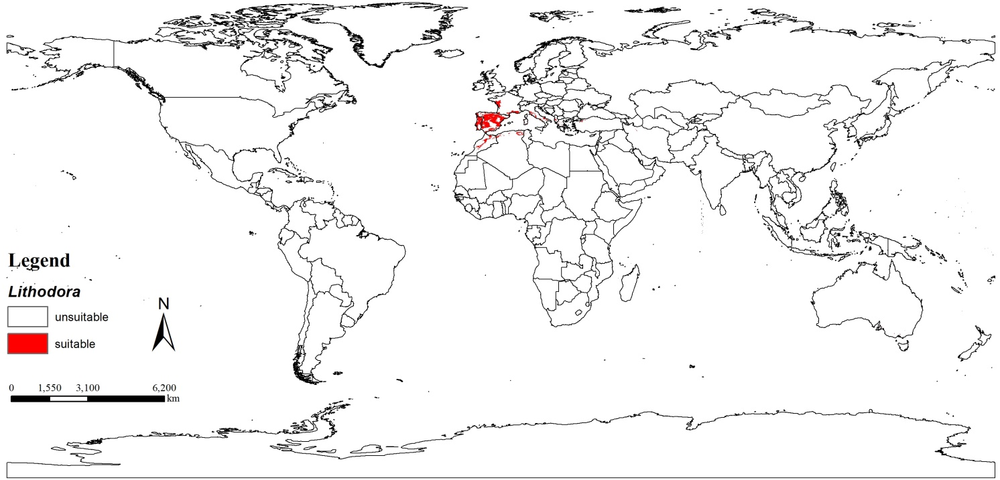 Legend
Lithodora
unsuitable
suitable
N
0 1,550 3,100 6,200
km